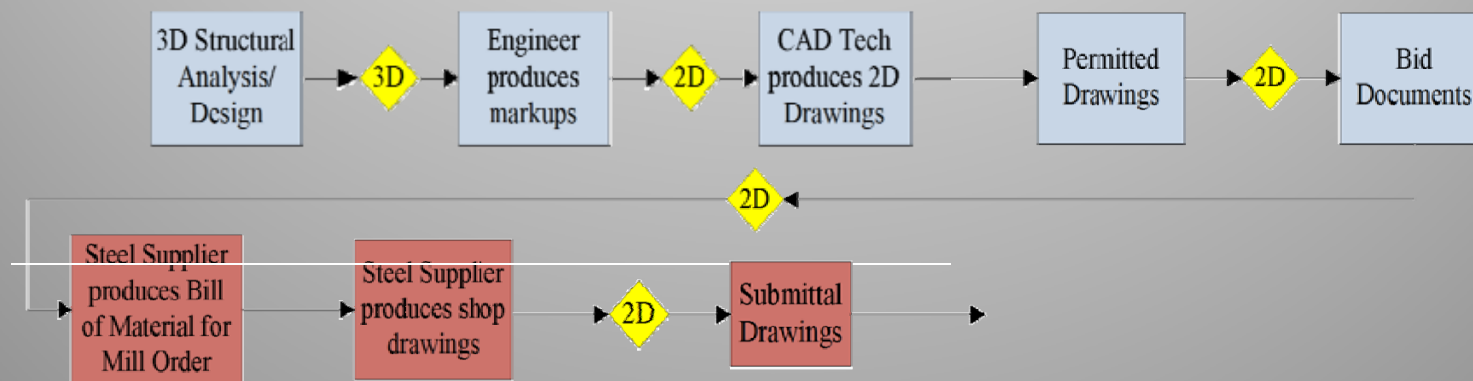 3D Structural
Analysis/
Design
3D
Engineer
produces
markups
2D
CAD Tech
produces 2D
Drawings
Permitted
Drawings
2D
Bid
Documents
2D
Steel Supplier
produces Bill
of Material for
Mill Order
Steel Supplier
produces shop
drawings
2D
Submittal
Drawings